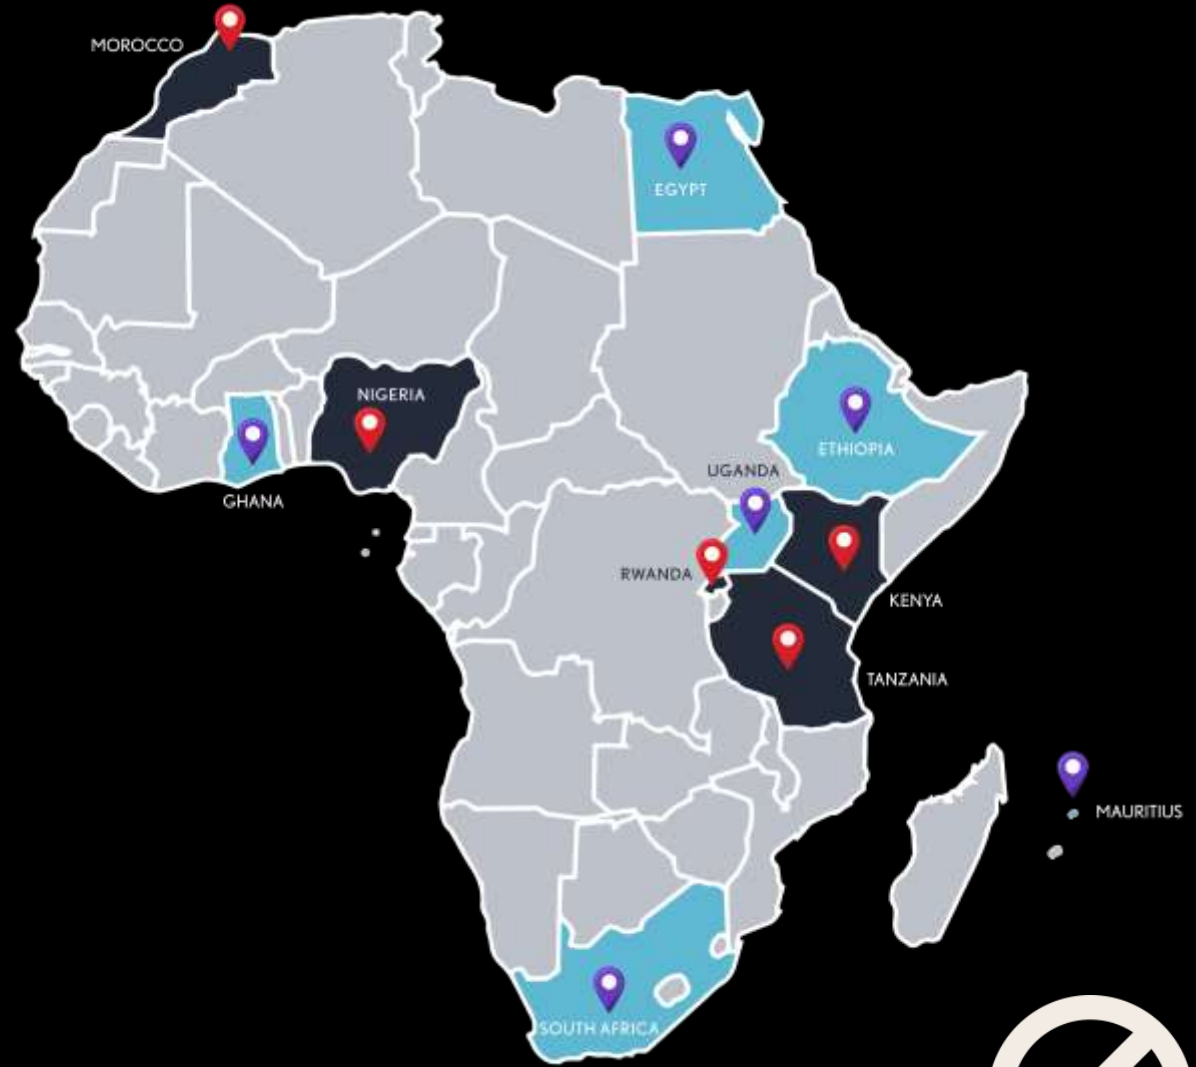 MOROCCO
EGYPT
NIGERIA
GHANA
ETHIOPIA
UGANDA
RWANDA
KENYA
TANZANIA
MAURITIUS
SOUTH AFRICA